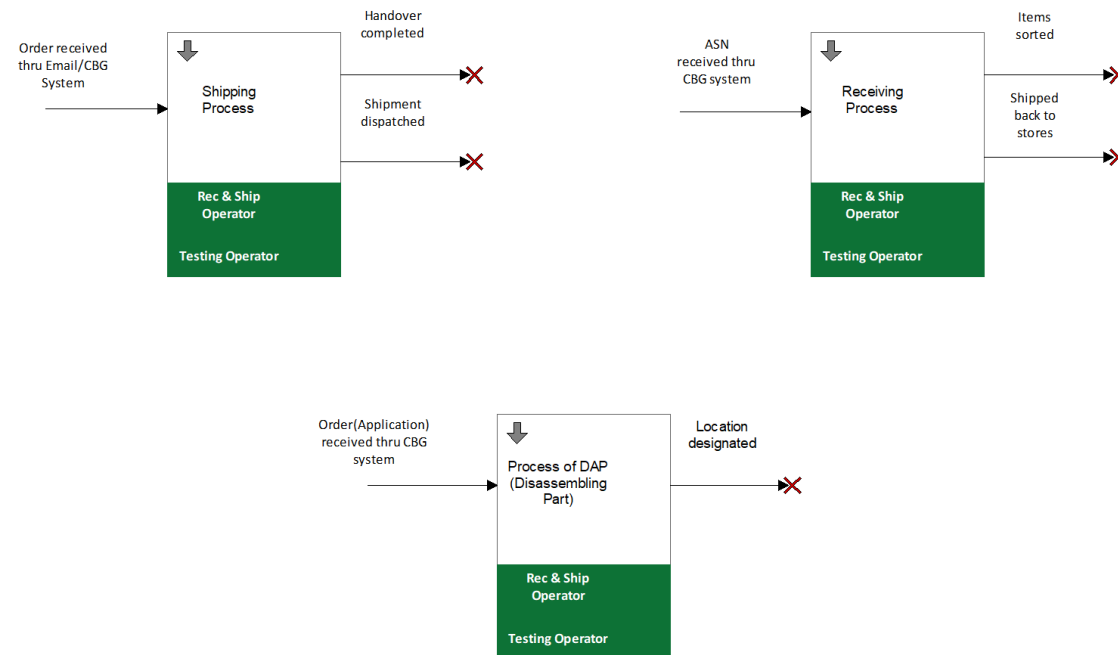 Order received
thru Email/CBG
System
Shipping
Process
Handover
completed
Shipment
dispatched
Rec & Ship
Operator
Testing Operator
ASN
received thru
CBG system
Receiving
Process
Items
sorted
Shipped
back to
stores
Rec & Ship
Operator
Testing Operator
Order(Application)
received thru CBG
system
Process of DAP
(Disassembling
Part)
Location
designated
Rec & Ship
Operator
Testing Operator